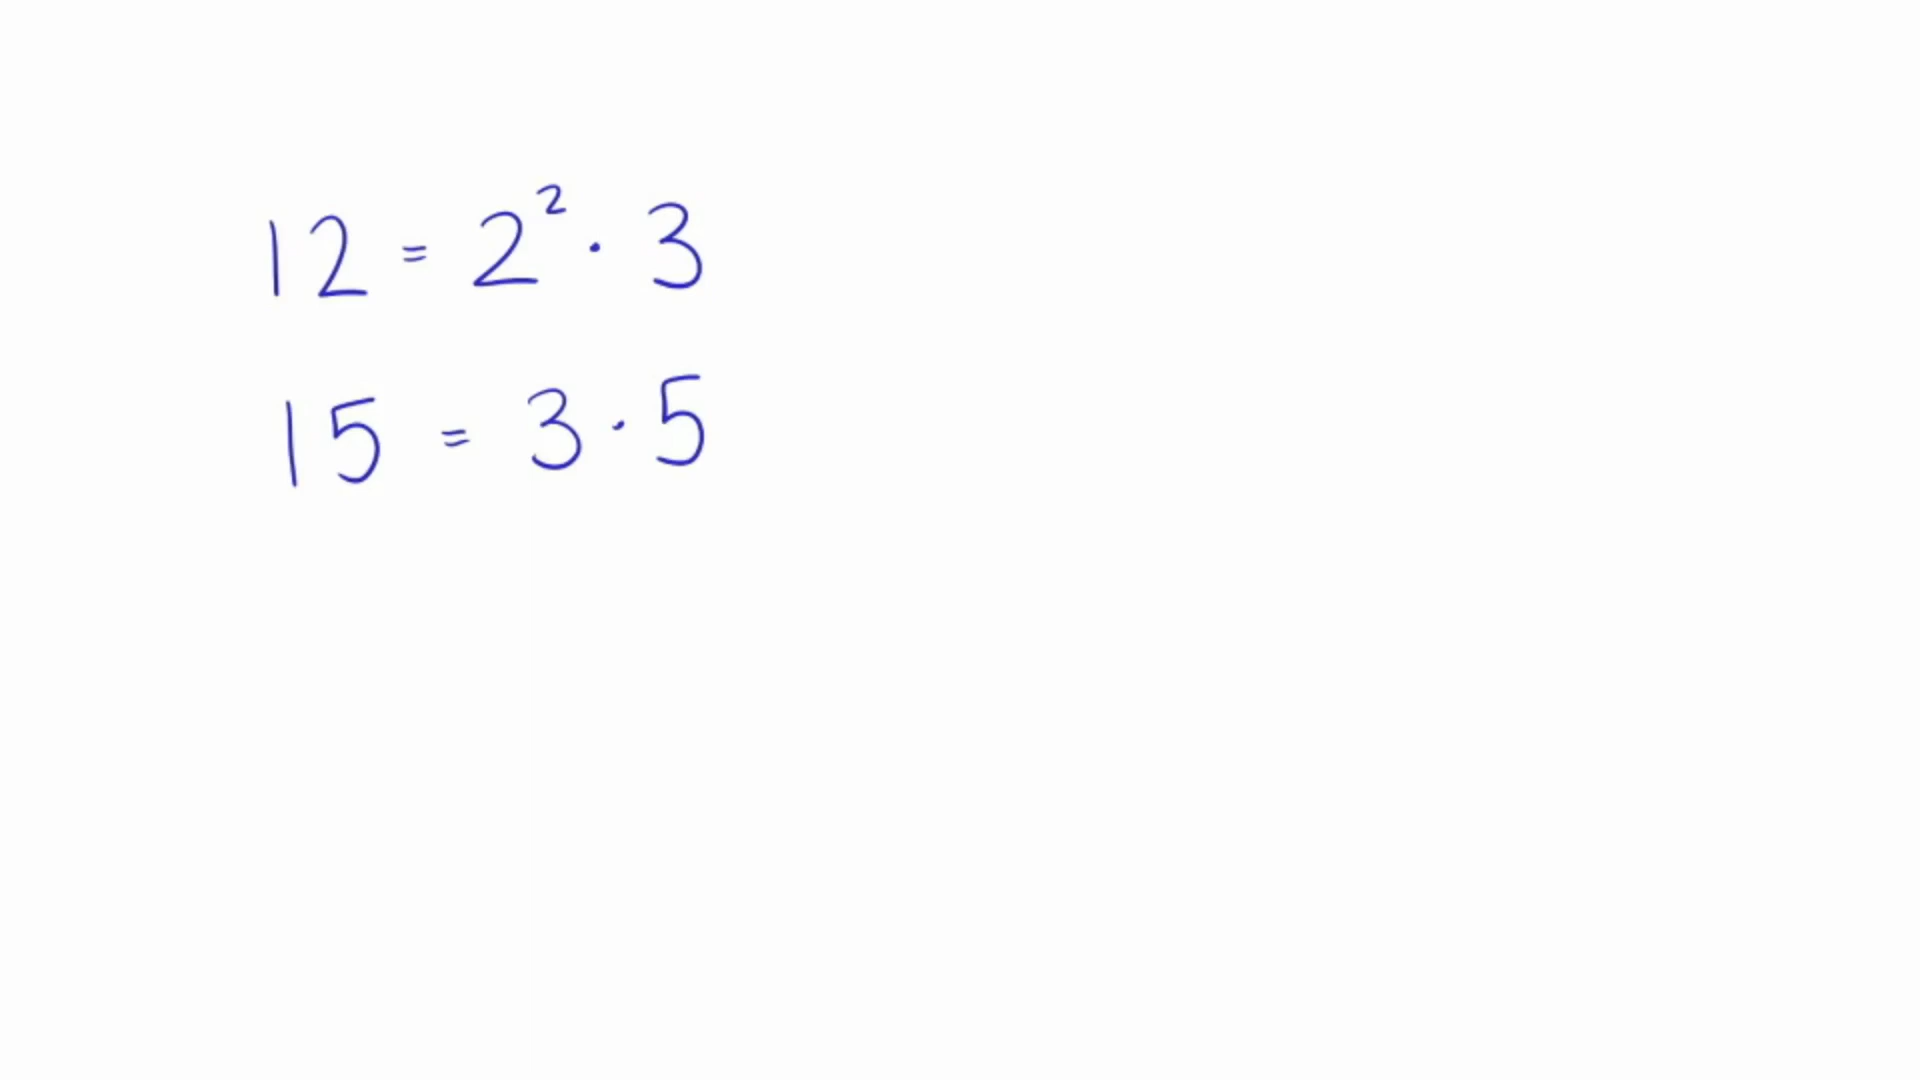 12 = 2² · 3
15 = 3 · 5